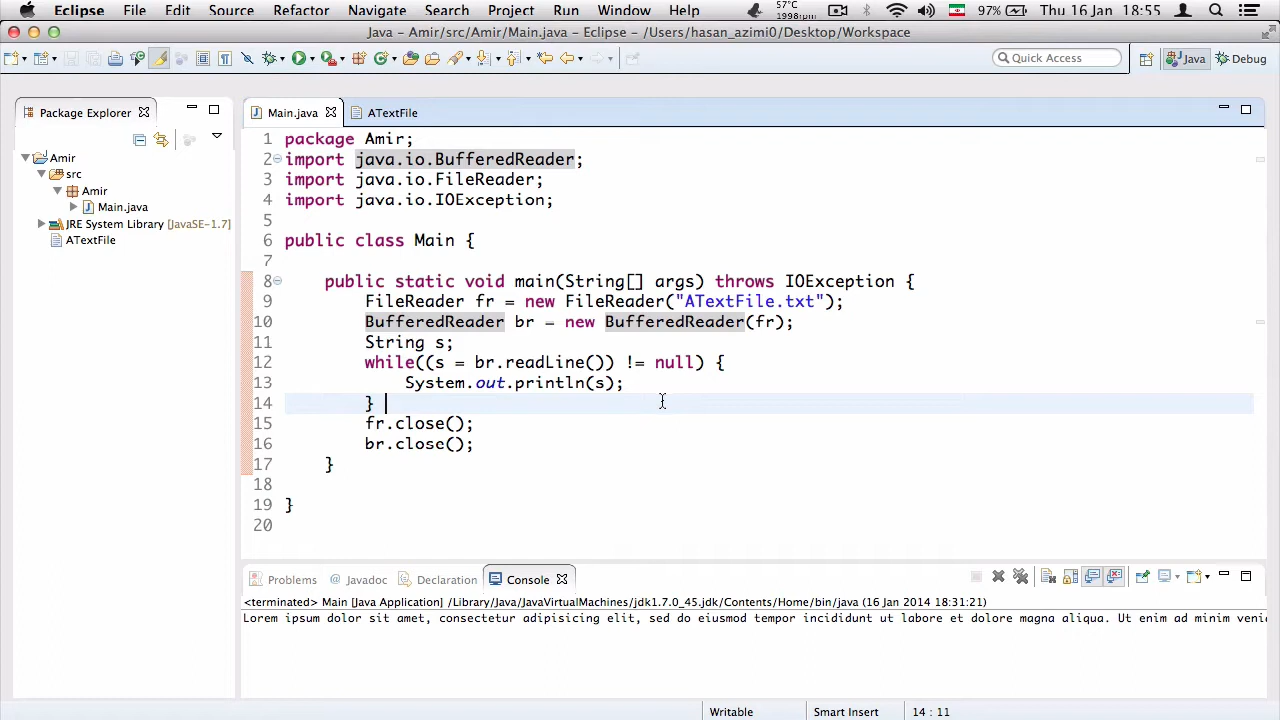 Eclipse File Edit Source Refactor Navigate Search Project Run Window Help 57°C 1998rpm 97% Thu 16 Jan 18:55
Java - Amir/src/Amir/Main.java - Eclipse - /Users/hasan_azimi0/Desktop/Workspace
Quick Access Java Debug
Package Explorer
Amir
src
Amir
Main.java
JRE System Library [JavaSE-1.7]
ATextFile
Main.java ATextFile
1 package Amir;
2 import java.io.BufferedReader;
3 import java.io.FileReader;
4 import java.io.IOException;
5
6 public class Main {
7
8 public static void main(String[] args) throws IOException {
9 FileReader fr = new FileReader("ATextFile.txt");
10 BufferedReader br = new BufferedReader(fr);
11 String s;
12 while((s = br.readLine()) != null) {
13 System.out.println(s);
14 }
15 fr.close();
16 br.close();
17 }
18
19 }
20
Problems @ Javadoc Declaration Console
<terminated> Main [Java Application] /Library/Java/JavaVirtualMachines/jdk1.7.0_45.jdk/Contents/Home/bin/java (16 Jan 2014 18:31:21)
Lorem ipsum dolor sit amet, consectetur adipisicing elit, sed do eiusmod tempor incididunt ut labore et dolore magna aliqua. Ut enim ad minim veni
Writable Smart Insert 14 : 11